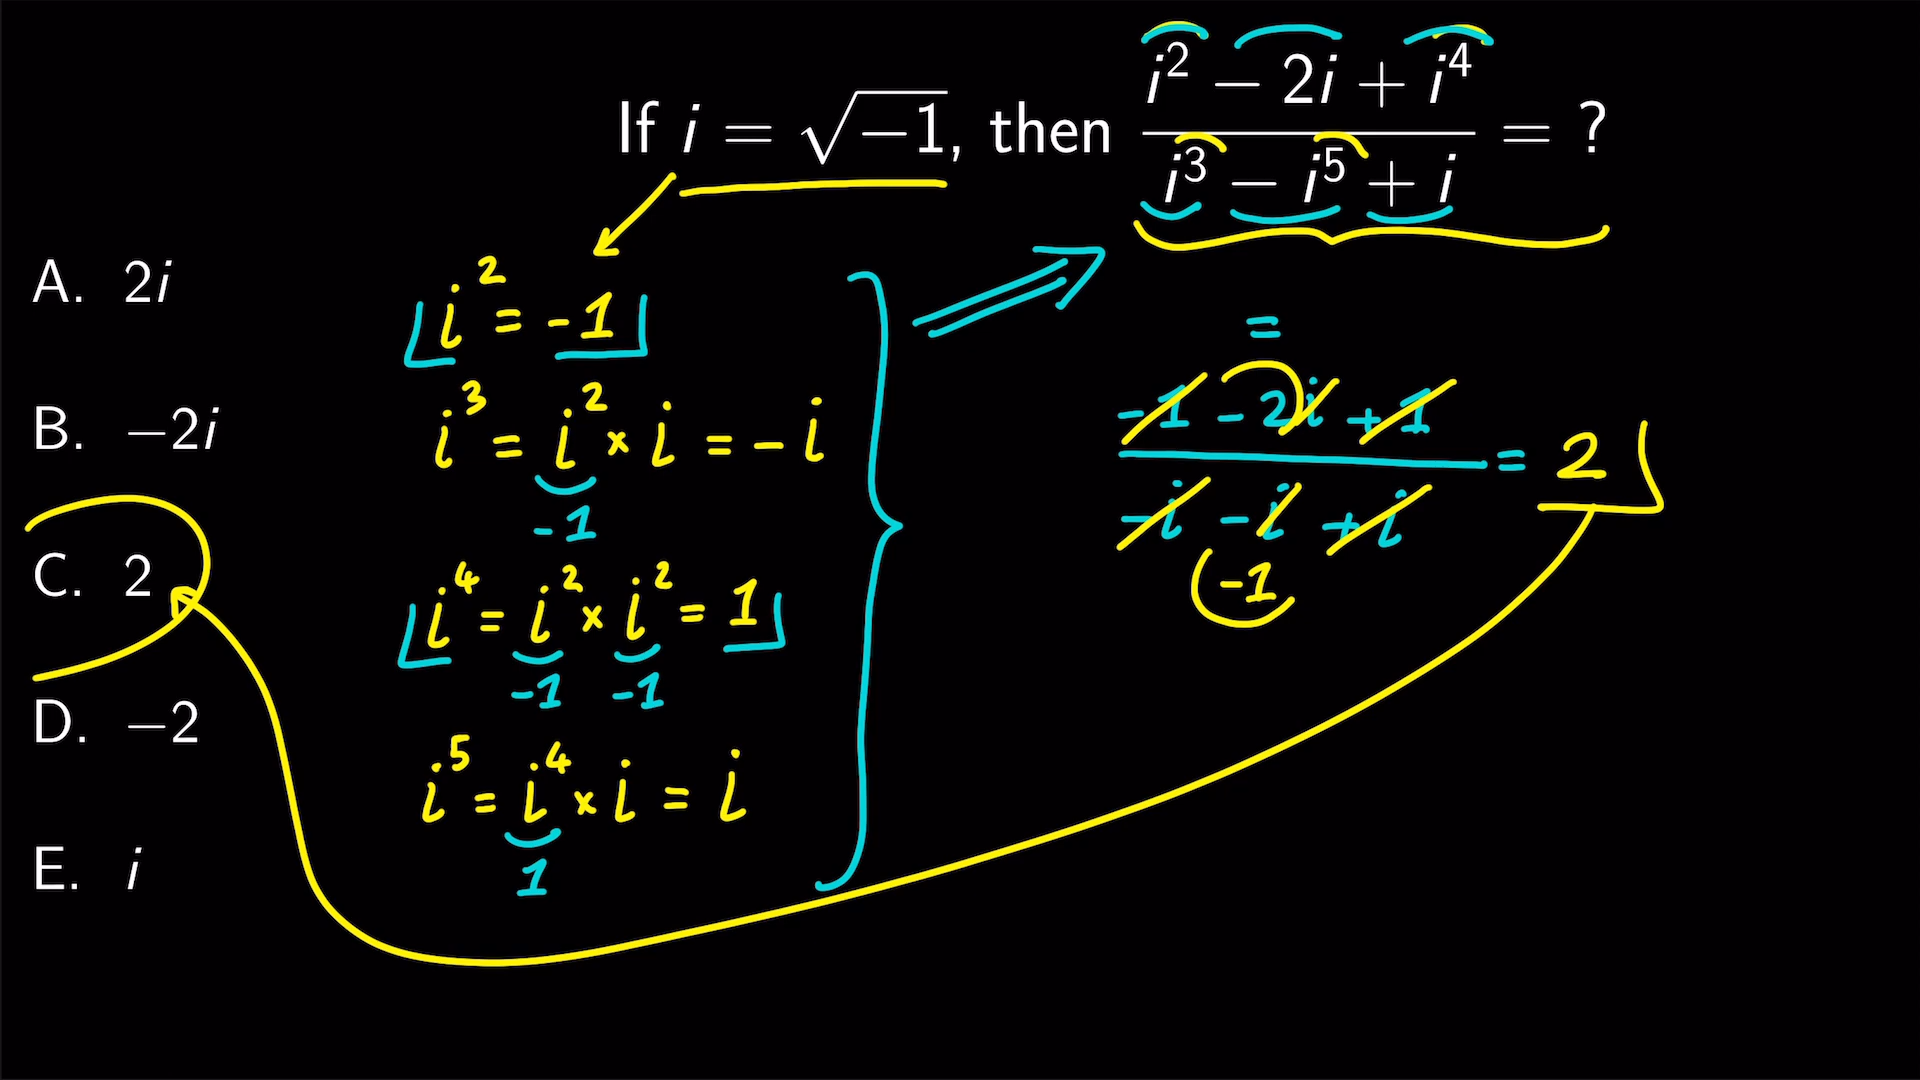 If i = √−1, then (i² − 2i + i⁴)/(i³ − i⁵ + i) = ?
A. 2i
B. −2i
C. 2
D. −2
E. i
i² = -1
i³ = i² × i = - i
-1
i⁴ = i² × i² = 1
-1 -1
i⁵ = i⁴ × i = i
1
=
-1 - 2i + 1
= 2
-i - i + i
-1